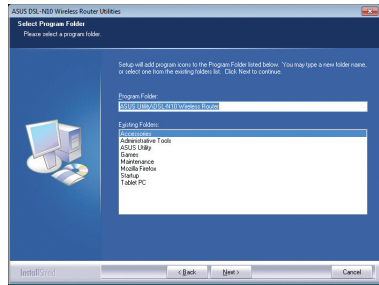 ASUS DSL-N10 Wireless Router Utilities
Select Program Folder
Please select a program folder.
Setup will add program icons to the Program Folder listed below. You may type a new folder name,
or select one from the existing folders list. Click Next to continue.
Program Folder:
ASUS Utility\DSL-N10 Wireless Router
Existing Folders:
Accessories
Administrative Tools
ASUS Utility
Games
Maintenance
Mozilla Firefox
Startup
Tablet PC
InstallShield
< Back
Next >
Cancel